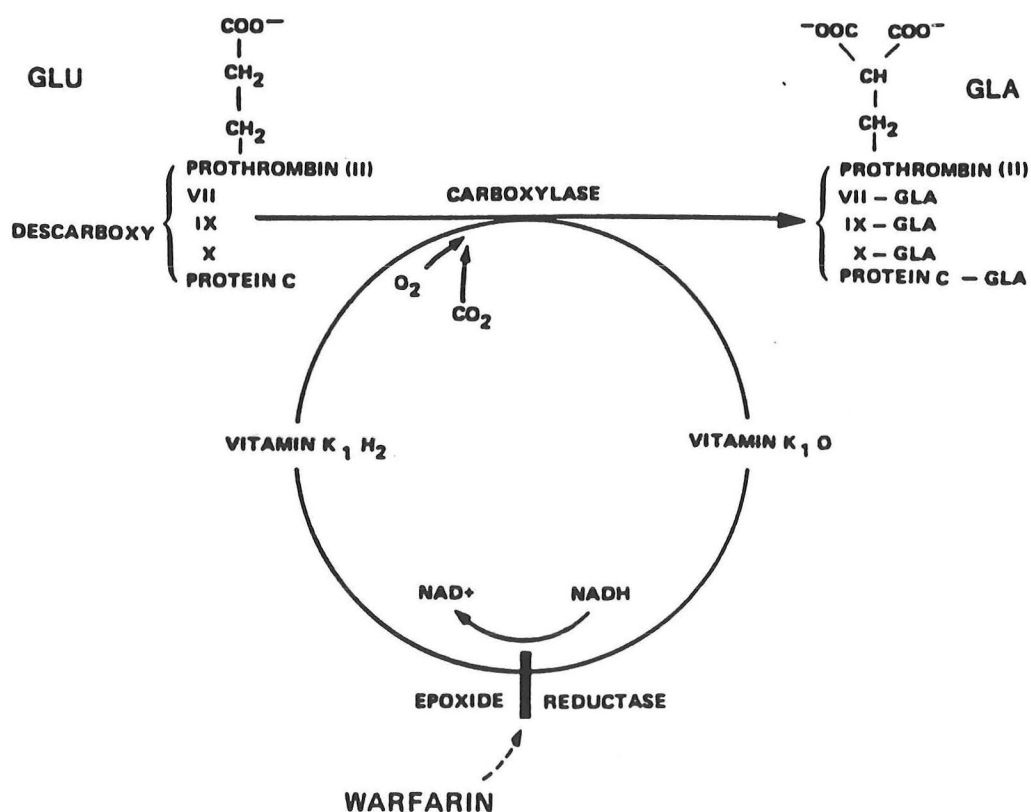 COO⁻
CH₂
CH₂
GLU
⁻OOC COO⁻
CH
CH₂
GLA
DESCARBOXY
PROTHROMBIN (II)
VII
IX
X
PROTEIN C
CARBOXYLASE
O₂
CO₂
PROTHROMBIN (II)
VII – GLA
IX – GLA
X – GLA
PROTEIN C – GLA
VITAMIN K₁ H₂
VITAMIN K₁ O
NAD+
NADH
EPOXIDE REDUCTASE
WARFARIN